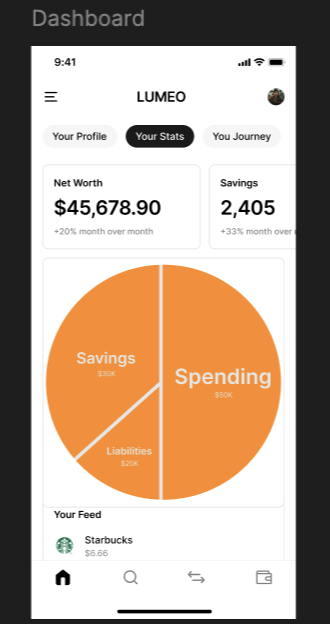 Dashboard
9:41
LUMEO
Your Profile
Your Stats
You Journey
Net Worth
$45,678.90
+20% month over month
Savings
2,405
+33% month over
Savings
$30K
Spending
$50K
Liabilities
$20K
Your Feed
Starbucks
$6.66